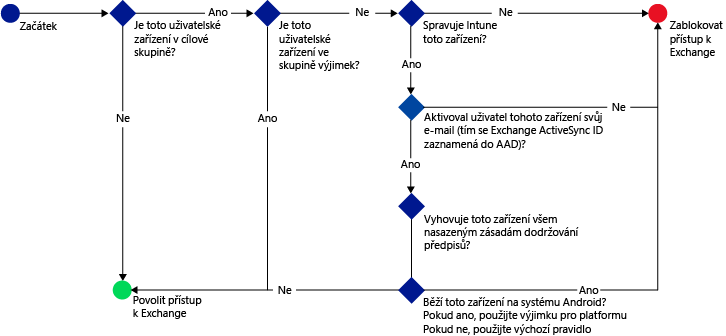 Začátek
Je toto uživatelské
zařízení v cílové
skupině?
Ano
Je toto
uživatelské
zařízení ve
skupině výjimek?
Ne
Spravuje Intune
toto zařízení?
Ne
Zablokovat
přístup k
Exchange
Ano
Ne
Ano
Aktivoval uživatel tohoto zařízení svůj
e-mail (tím se Exchange ActiveSync ID
zaznamená do AAD)?
Ne
Ano
Vyhovuje toto zařízení všem
nasazeným zásadám dodržování
předpisů?
Povolit přístup
k Exchange
Ne
Ano
Běží toto zařízení na systému Android?
Pokud ano, použijte výjimku pro platformu
Pokud ne, použijte výchozí pravidlo